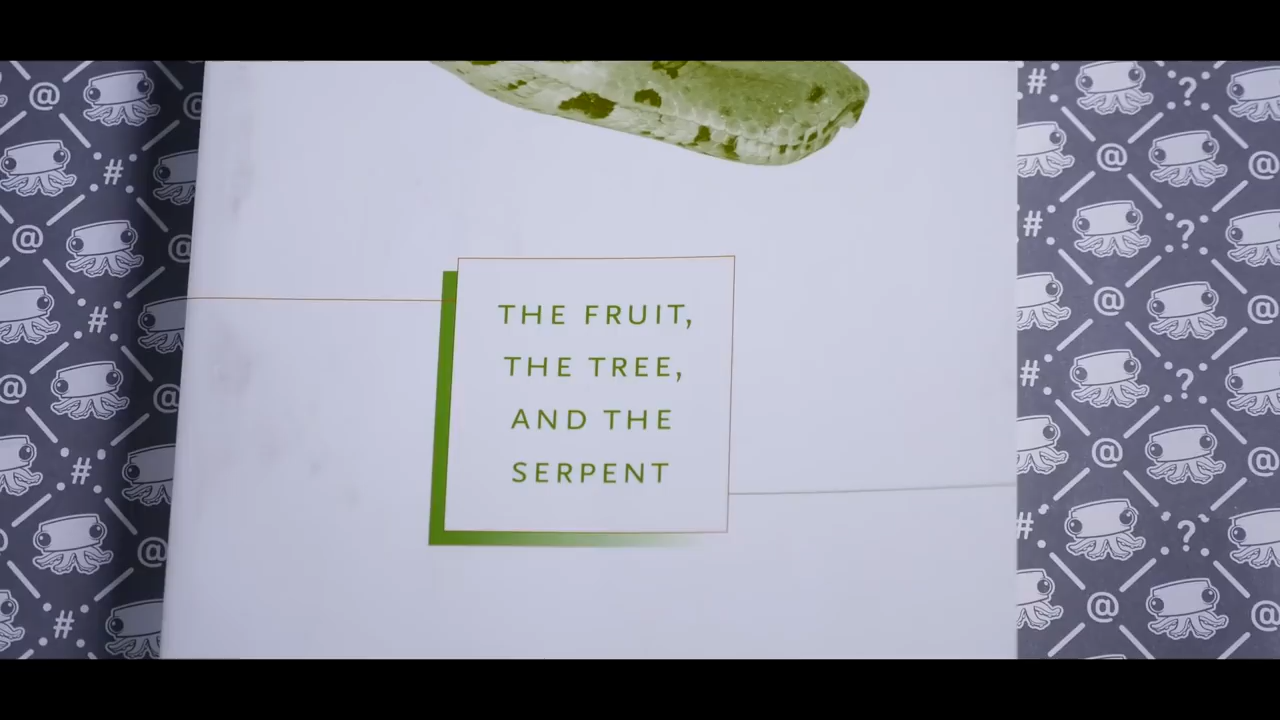 THE FRUIT,
THE TREE,
AND THE
SERPENT